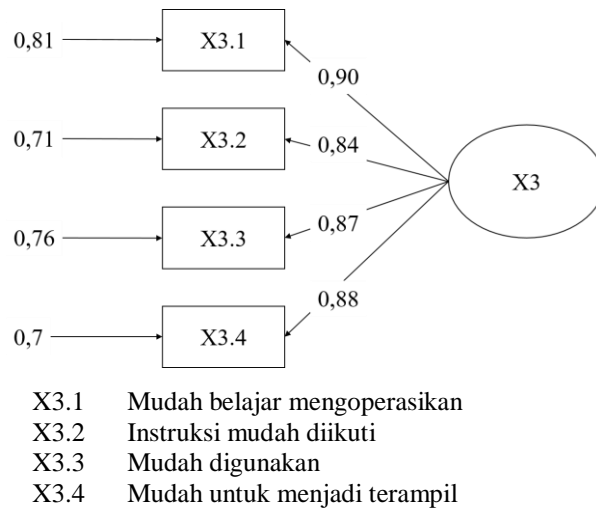 0,81 X3.1
0,90
0,71 X3.2 0,84
X3
0,76 X3.3 0,87
0,88
0,7 X3.4
X3.1 Mudah belajar mengoperasikan
X3.2 Instruksi mudah diikuti
X3.3 Mudah digunakan
X3.4 Mudah untuk menjadi terampil